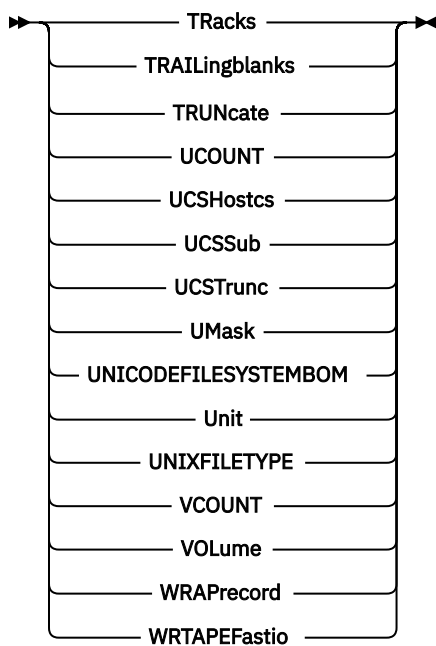 TRacks
TRAILingblanks
TRUNcate
UCOUNT
UCSHostcs
UCSSub
UCSTrunc
UMask
UNICODEFILESYSTEMBOM
Unit
UNIXFILETYPE
VCOUNT
VOLume
WRAPrecord
WRTAPEFastio